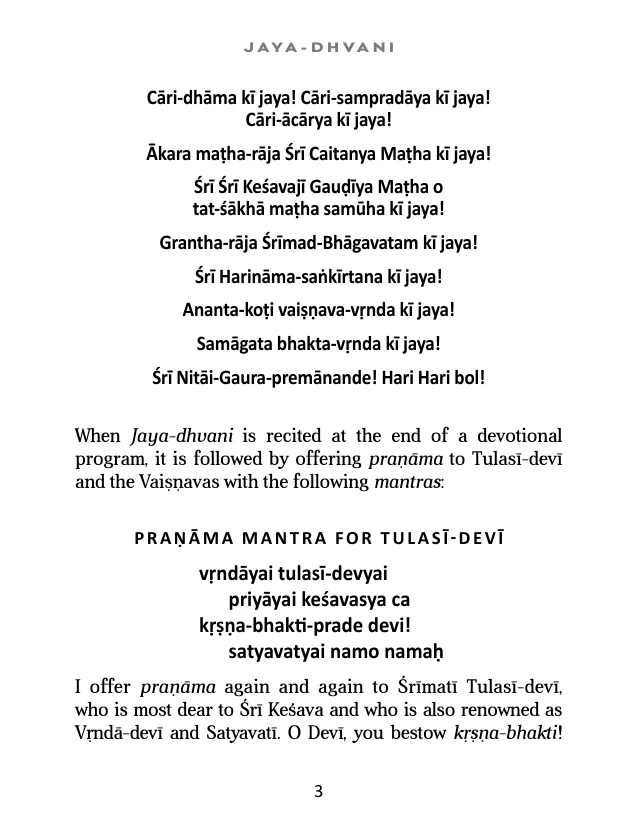 JAYA-DHVANI
Cāri-dhāma kī jaya! Cāri-sampradāya kī jaya!
Cāri-ācārya kī jaya!
Ākara maṭha-rāja Śrī Caitanya Maṭha kī jaya!
Śrī Śrī Keśavajī Gauḍīya Maṭha o
tat-śākhā maṭha samūha kī jaya!
Grantha-rāja Śrīmad-Bhāgavatam kī jaya!
Śrī Harināma-saṅkīrtana kī jaya!
Ananta-koṭi vaiṣṇava-vṛnda kī jaya!
Samāgata bhakta-vṛnda kī jaya!
Śrī Nitāi-Gaura-premānande! Hari Hari bol!
When Jaya-dhvani is recited at the end of a devotional
program, it is followed by offering praṇāma to Tulasī-devī
and the Vaiṣṇavas with the following mantras:
PRAṆĀMA MANTRA FOR TULASĪ-DEVĪ
vṛndāyai tulasī-devyai
priyāyai keśavasya ca
kṛṣṇa-bhakti-prade devi!
satyavatyai namo namaḥ
I offer praṇāma again and again to Śrīmatī Tulasī-devī,
who is most dear to Śrī Keśava and who is also renowned as
Vṛndā-devī and Satyavatī. O Devī, you bestow kṛṣṇa-bhakti!
3